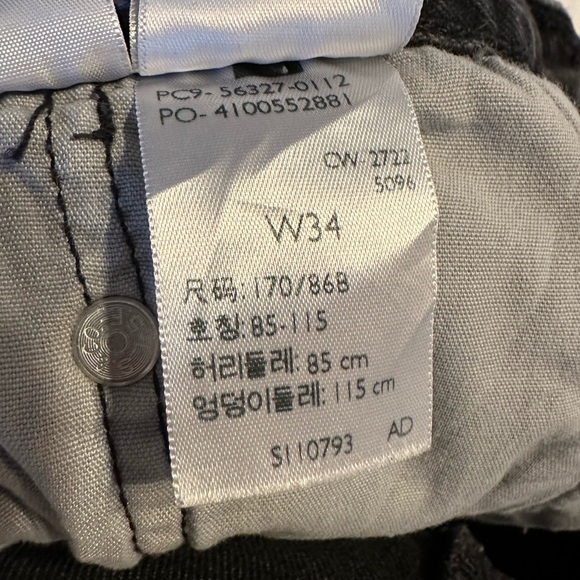 PC9- 56327-0112
PO- 4100552881
CW 2722
5096
W34
尺码: 170/86B
호칭: 85-115
허리둘레: 85 cm
엉덩이둘레: 115 cm
S110793 AD